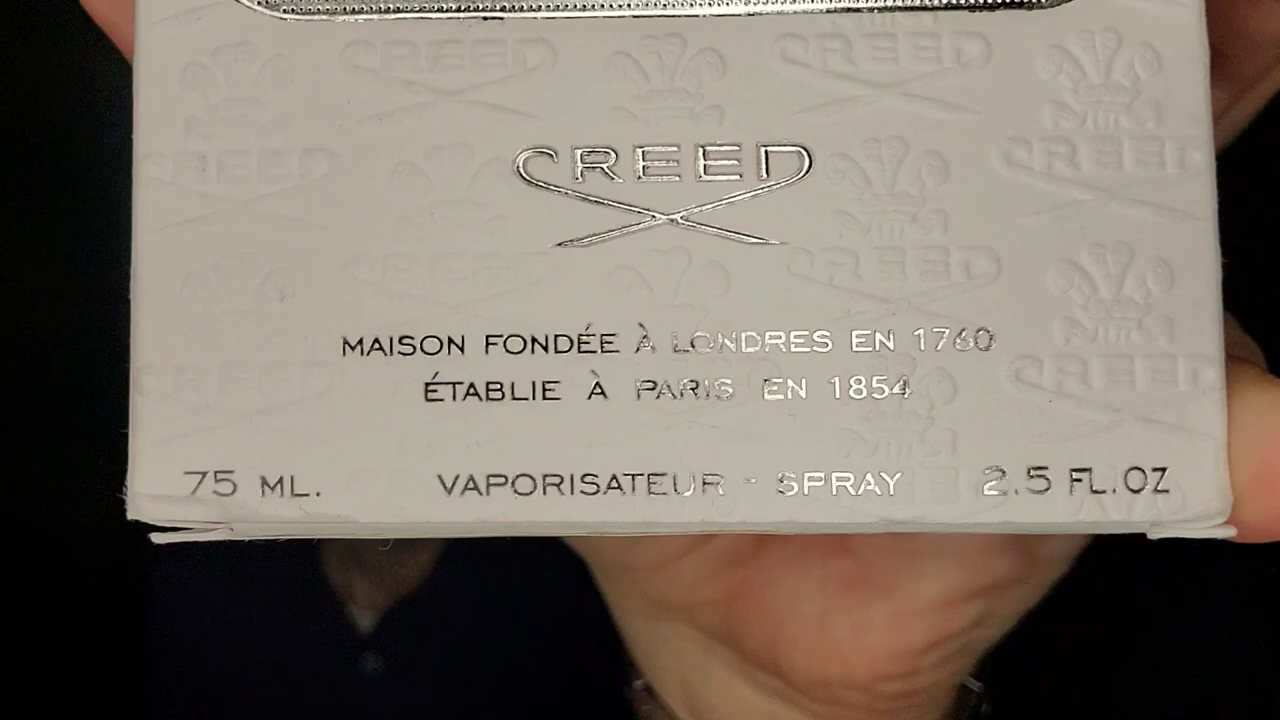 CREED
MAISON FONDÉE À LONDRES EN 1760
ÉTABLIE À PARIS EN 1854
75 ML. VAPORISATEUR - SPRAY 2.5 FL.OZ